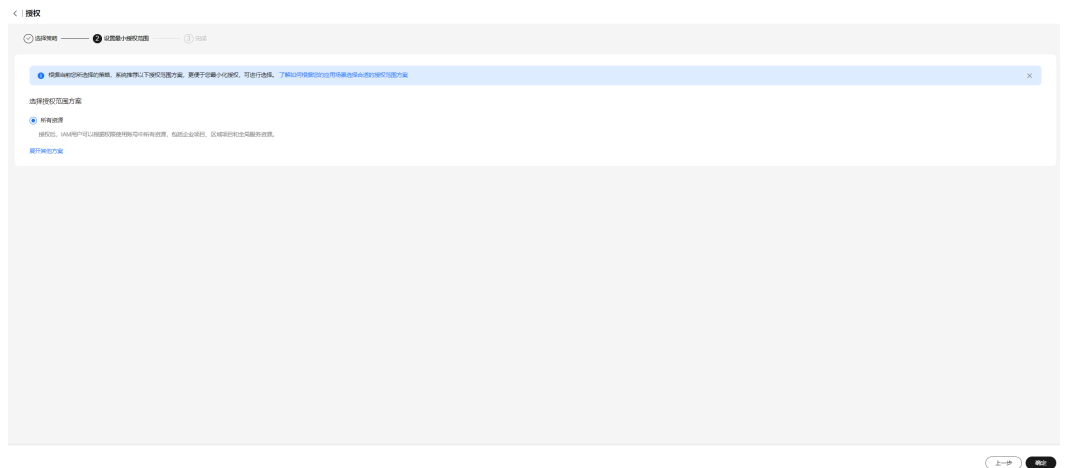 授权
选择策略 2 设置最小授权范围 3 完成
根据当前您所选择的策略，系统推荐以下授权范围方案，更便于您最小化授权，可进行选择。了解如何根据您的应用场景选择合适的授权范围方案
选择授权范围方案
所有资源
授权后，IAM用户可以根据权限使用账号中所有资源，包括企业项目、区域项目和全局服务资源。
展开其他方案
上一步 确定